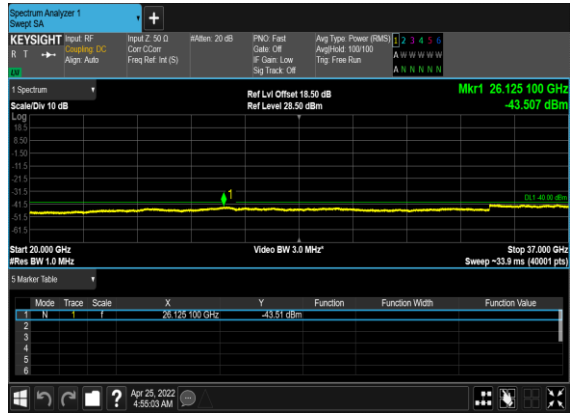 Spectrum Analyzer 1
Swept SA
KEYSIGHT Input: RF Input Z: 50 Ω #Atten: 20 dB PNO: Fast Avg Type: Power (RMS) 1 2 3 4 5 6
R T Coupling: DC Corr CCorr Gate: Off Avg|Hold: 100/100 A W W W W W
Align: Auto Freq Ref: Int (S) IF Gain: Low Trig: Free Run
Sig Track: Off A N N N N N
LW
1 Spectrum Ref Lvl Offset 18.50 dB Mkr1 26.125 100 GHz
Scale/Div 10 dB Ref Level 28.50 dBm -43.507 dBm
Log
18.5
8.50
-1.50
-11.5
-21.5
-31.5
1
DL1 -40.00 dBm
-41.5
-51.5
-61.5
Start 20.000 GHz Video BW 3.0 MHz* Stop 37.000 GHz
#Res BW 1.0 MHz Sweep ~33.9 ms (40001 pts)
5 Marker Table
Mode Trace Scale X Y Function Function Width Function Value
1 N 1 f 26.125 100 GHz -43.51 dBm
2
3
4
5
6
? Apr 25, 2022
4:55:03 AM